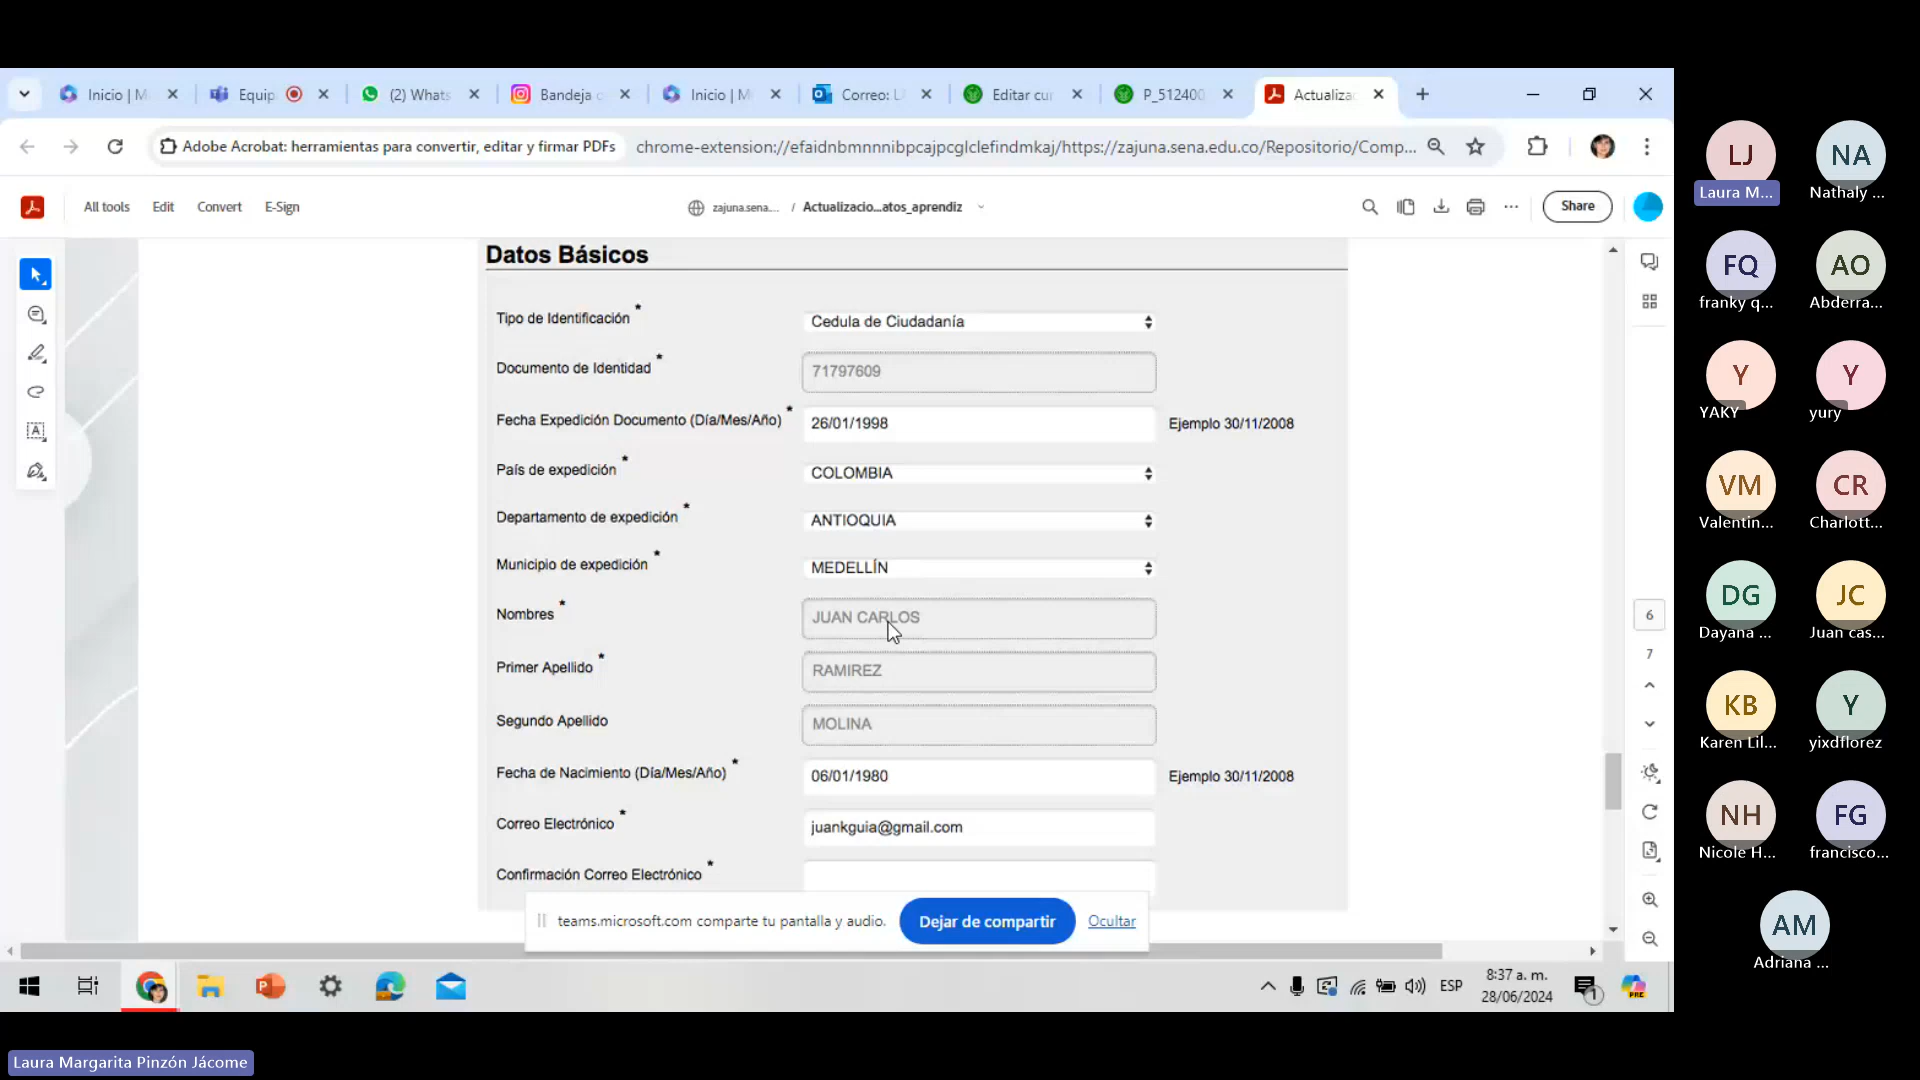 Inicio | M
Equip
(2) Whats
Bandeja d
Inicio | M
Correo: L
Editar cur
P_512400
Actualiza
Adobe Acrobat: herramientas para convertir, editar y firmar PDFs
chrome-extension://efaidnbmnnnibpcajpcglclefindmkaj/https://zajuna.sena.edu.co/Repositorio/Comp...
All tools
Edit
Convert
E-Sign
zajuna.sena.... / Actualizacio...atos_aprendiz
Share
Datos Básicos
Tipo de Identificación *
Cedula de Ciudadanía
Documento de Identidad *
71797609
Fecha Expedición Documento (Día/Mes/Año) *
26/01/1998
Ejemplo 30/11/2008
País de expedición *
COLOMBIA
Departamento de expedición *
ANTIOQUIA
Municipio de expedición *
MEDELLÍN
Nombres *
JUAN CARLOS
Primer Apellido *
RAMIREZ
Segundo Apellido
MOLINA
Fecha de Nacimiento (Día/Mes/Año) *
06/01/1980
Ejemplo 30/11/2008
Correo Electrónico *
juankguia@gmail.com
Confirmación Correo Electrónico *
6
7
teams.microsoft.com comparte tu pantalla y audio.
Dejar de compartir
Ocultar
ESP
8:37 a. m.
28/06/2024
1
PRE
LJ
Laura M...
NA
Nathaly ...
FQ
franky q...
AO
Abderra...
Y
YAKY
Y
yury
VM
Valentin...
CR
Charlott...
DG
Dayana ...
JC
Juan cas...
KB
Karen Lil...
Y
yixdflorez
NH
Nicole H...
FG
francisco...
AM
Adriana ...
Laura Margarita Pinzón Jácome